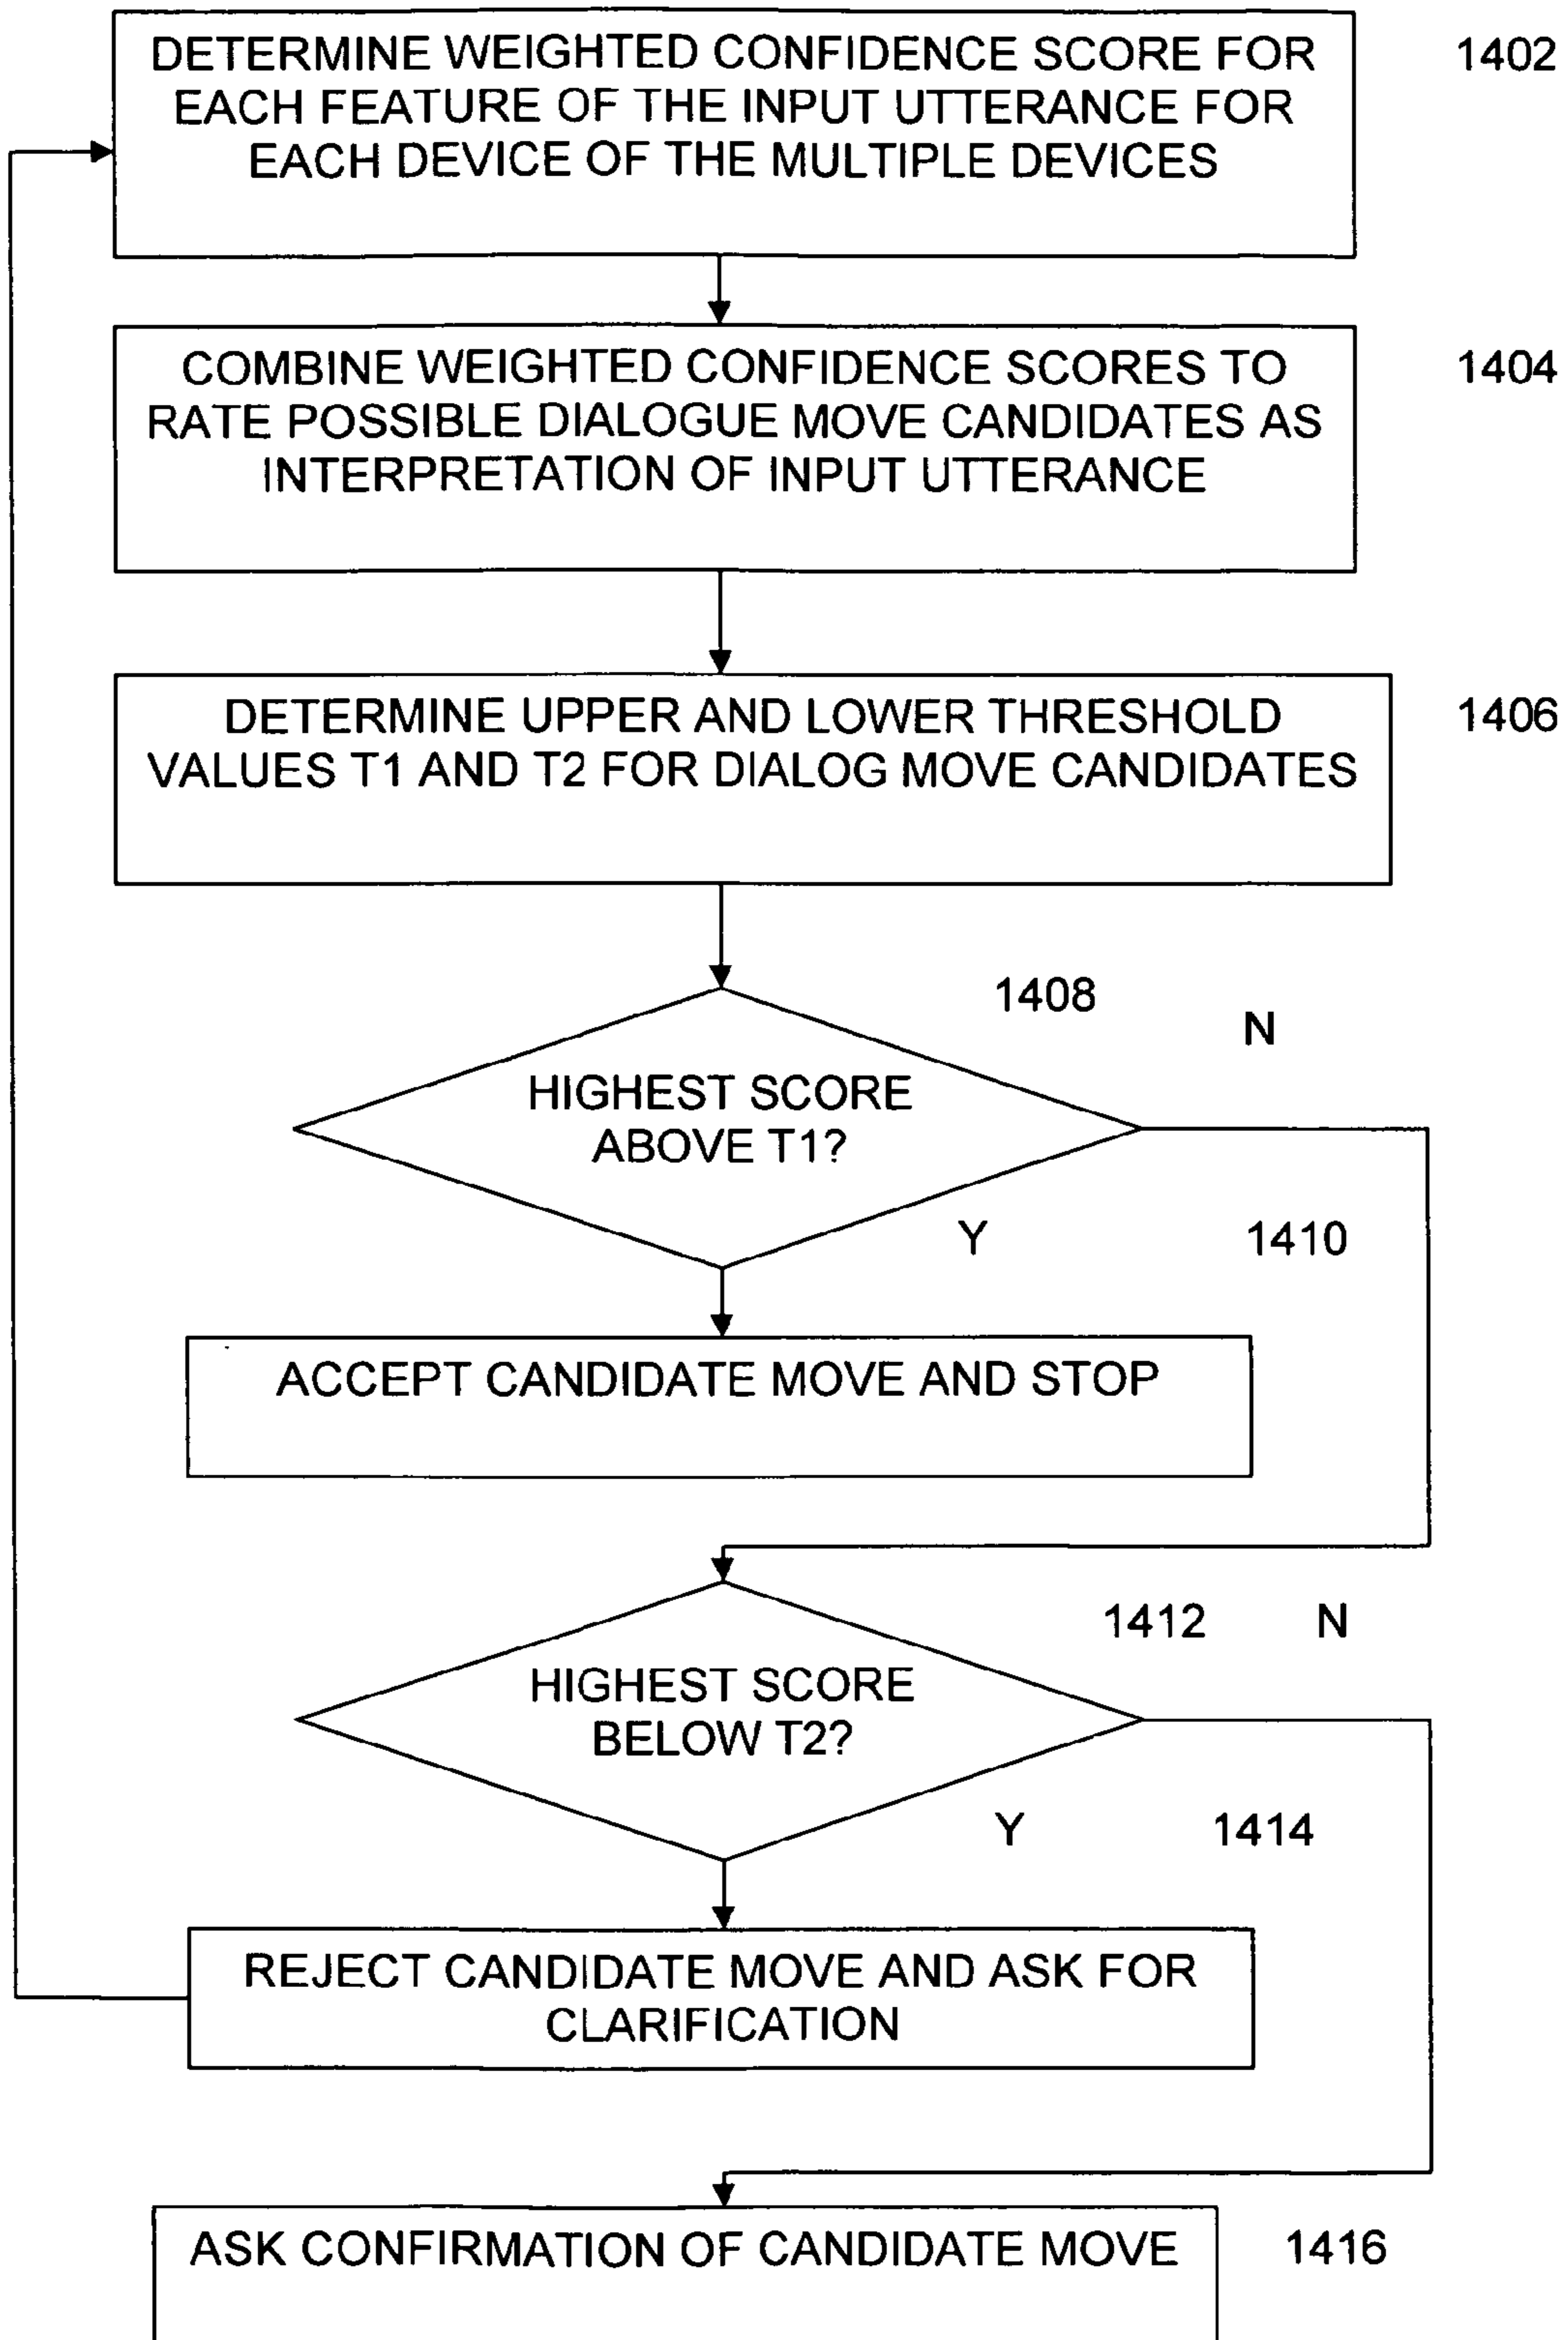 DETERMINE WEIGHTED CONFIDENCE SCORE FOR
EACH FEATURE OF THE INPUT UTTERANCE FOR
EACH DEVICE OF THE MULTIPLE DEVICES
1402
COMBINE WEIGHTED CONFIDENCE SCORES TO
RATE POSSIBLE DIALOGUE MOVE CANDIDATES AS
INTERPRETATION OF INPUT UTTERANCE
1404
DETERMINE UPPER AND LOWER THRESHOLD
VALUES T1 AND T2 FOR DIALOG MOVE CANDIDATES
1406
1408
N
HIGHEST SCORE
ABOVE T1?
Y
1410
ACCEPT CANDIDATE MOVE AND STOP
1412
N
HIGHEST SCORE
BELOW T2?
Y
1414
REJECT CANDIDATE MOVE AND ASK FOR
CLARIFICATION
ASK CONFIRMATION OF CANDIDATE MOVE
1416